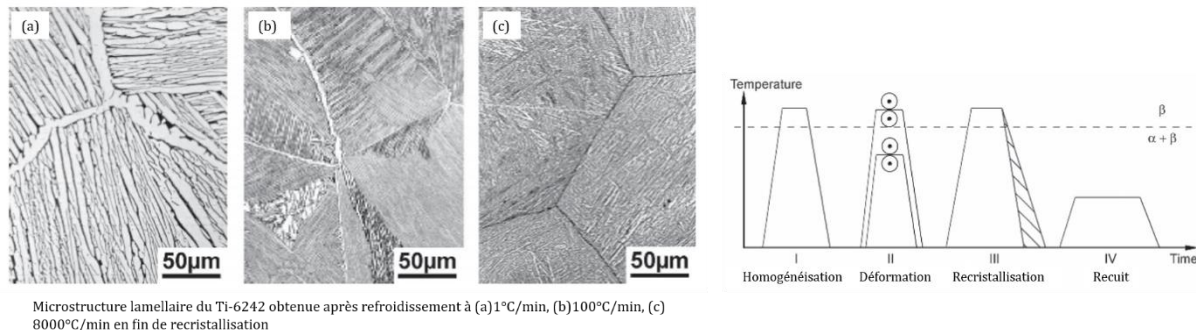 (a)
(b)
(c)
50µm
50µm
50µm
Temperature
β
α + β
I
II
III
IV
Time
Homogénéisation
Déformation
Recristallisation
Recuit
Microstructure lamellaire du Ti-6242 obtenue après refroidissement à (a)1°C/min, (b)100°C/min, (c)
8000°C/min en fin de recristallisation